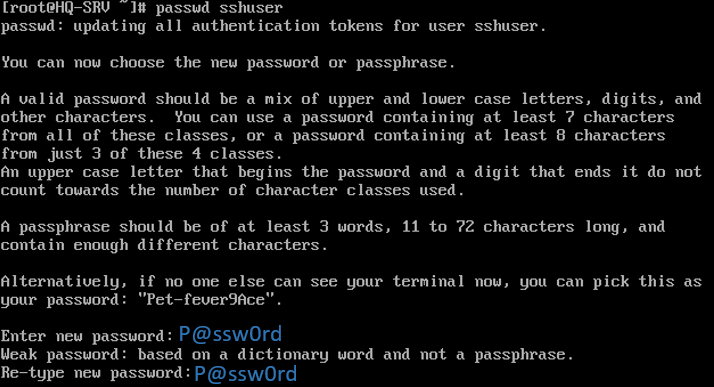 [root@HQ-SRV ~]# passwd sshuser
passwd: updating all authentication tokens for user sshuser.
You can now choose the new password or passphrase.
A valid password should be a mix of upper and lower case letters, digits, and
other characters.  You can use a password containing at least 7 characters
from all of these classes, or a password containing at least 8 characters
from just 3 of these 4 classes.
An upper case letter that begins the password and a digit that ends it do not
count towards the number of character classes used.
A passphrase should be of at least 3 words, 11 to 72 characters long, and
contain enough different characters.
Alternatively, if no one else can see your terminal now, you can pick this as
your password: "Pet-fever9Ace".
Enter new password: P@ssw0rd
Weak password: based on a dictionary word and not a passphrase.
Re-type new password: P@ssw0rd